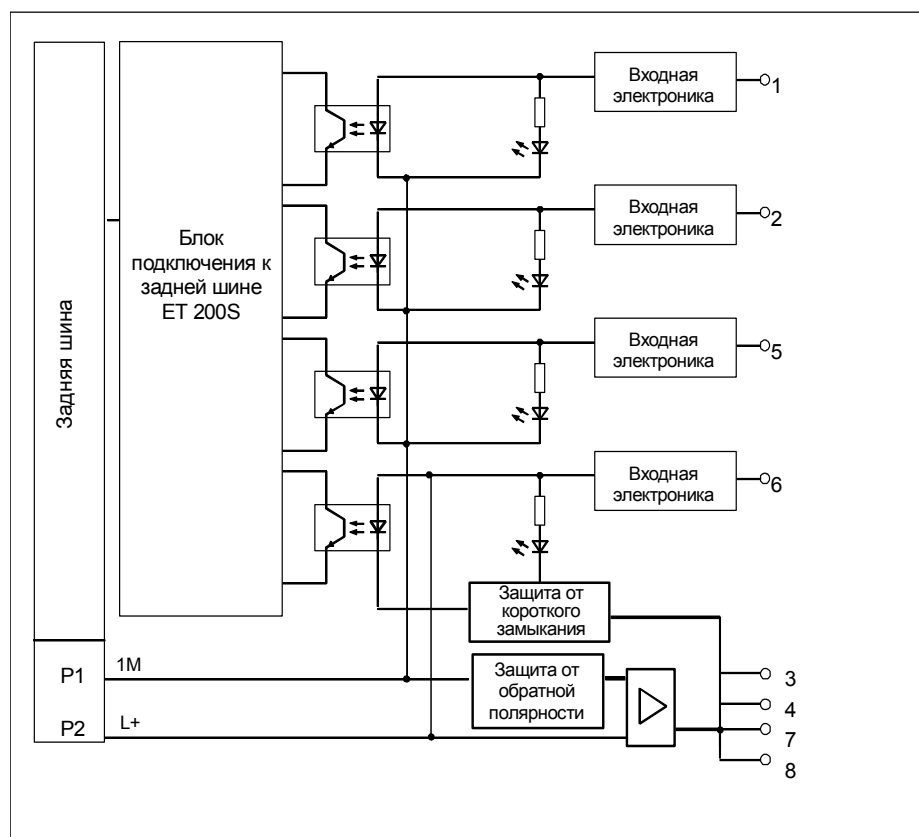 Задняя шина
Блок
подключения к
задней шине
ET 200S
Входная
электроника
1
Входная
электроника
2
Входная
электроника
5
Входная
электроника
6
Защита от
короткого
замыкания
P1
1M
Защита от
обратной
полярности
P2
L+
3
4
7
8